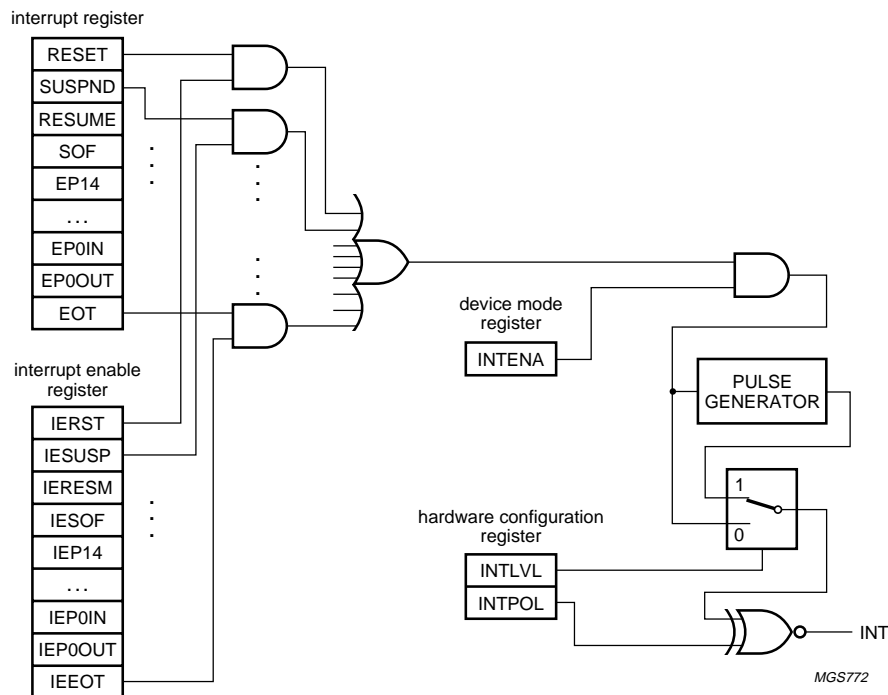 interrupt register
RESET
SUSPND
RESUME
SOF
EP14
...
EP0IN
EP0OUT
EOT
interrupt enable
register
IERST
IESUSP
IERESM
IESOF
IEP14
...
IEP0IN
IEP0OUT
IEEOT
device mode
register
INTENA
PULSE
GENERATOR
1
0
hardware configuration
register
INTLVL
INTPOL
INT
MGS772